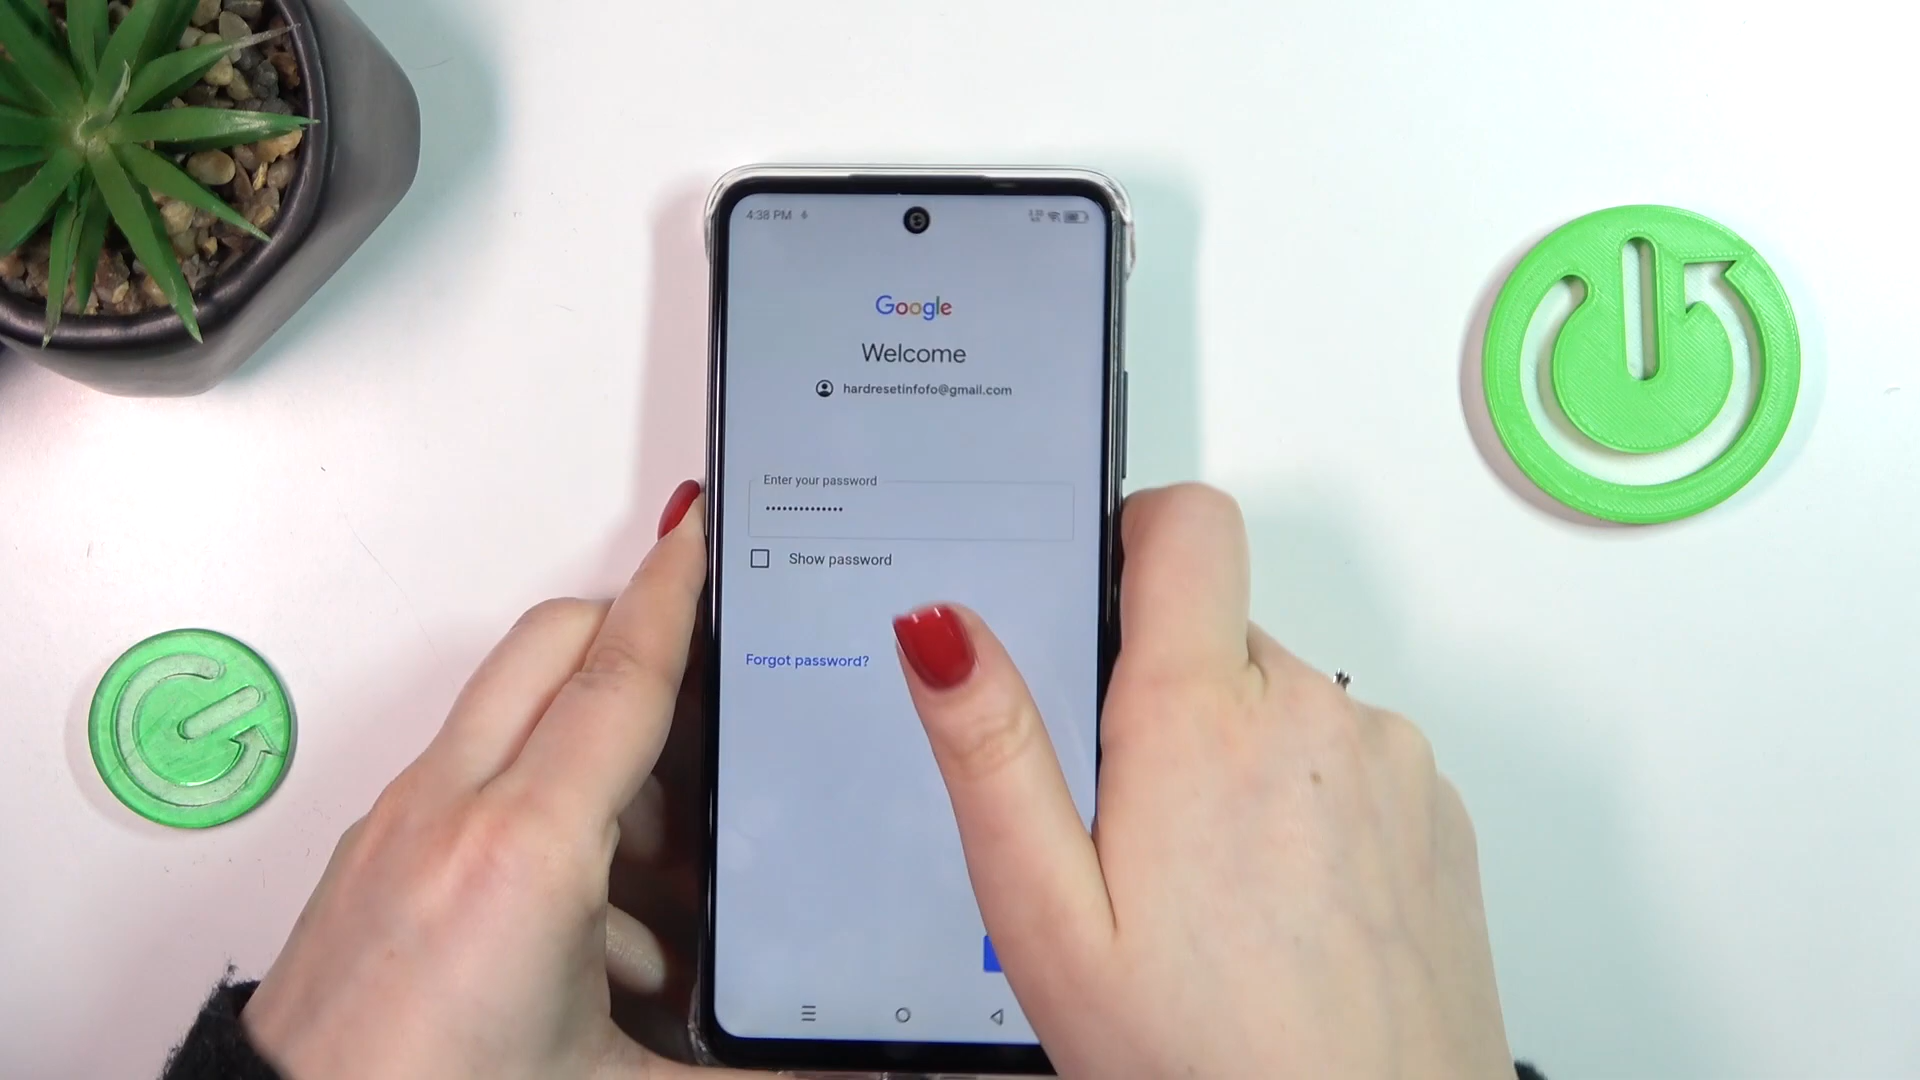 4:38 PM
Google
Welcome
hardresetinfofo@gmail.com
Enter your password
••••••••••••••
Show password
Forgot password?